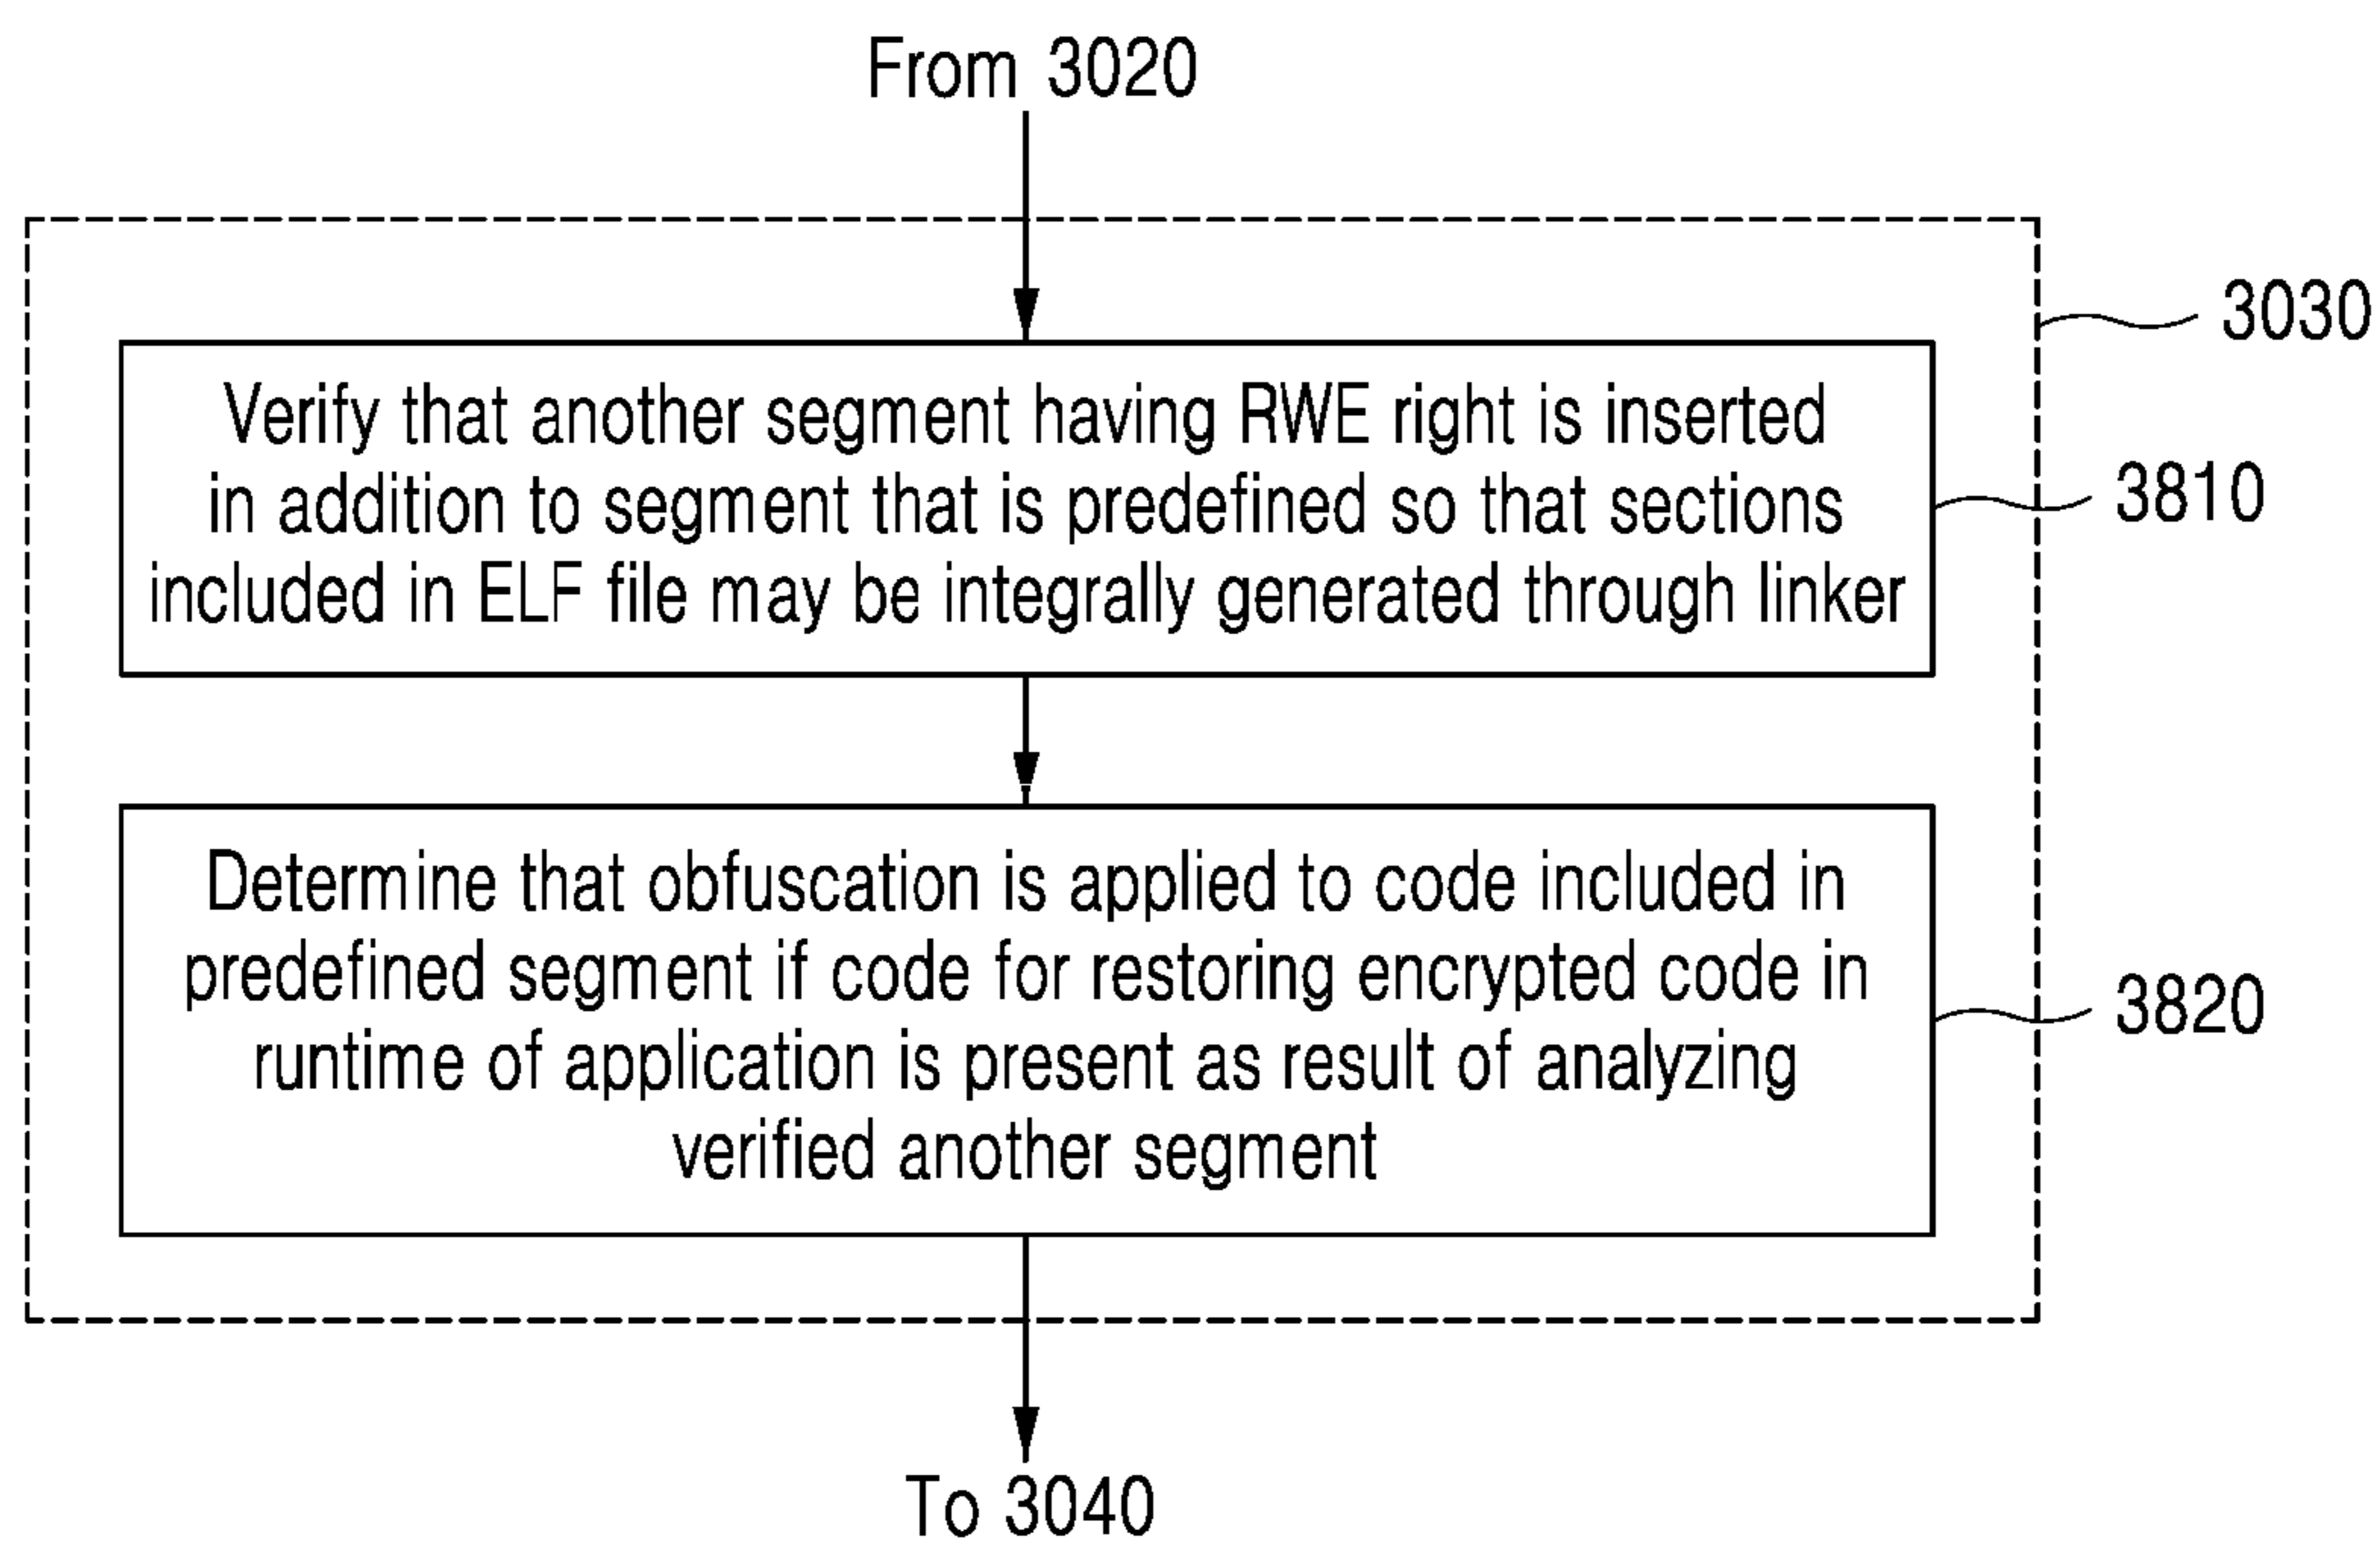 From 3020
3030
Verify that another segment having RWE right is inserted
in addition to segment that is predefined so that sections
included in ELF file may be integrally generated through linker
3810
Determine that obfuscation is applied to code included in
predefined segment if code for restoring encrypted code in
runtime of application is present as result of analyzing
verified another segment
3820
To 3040